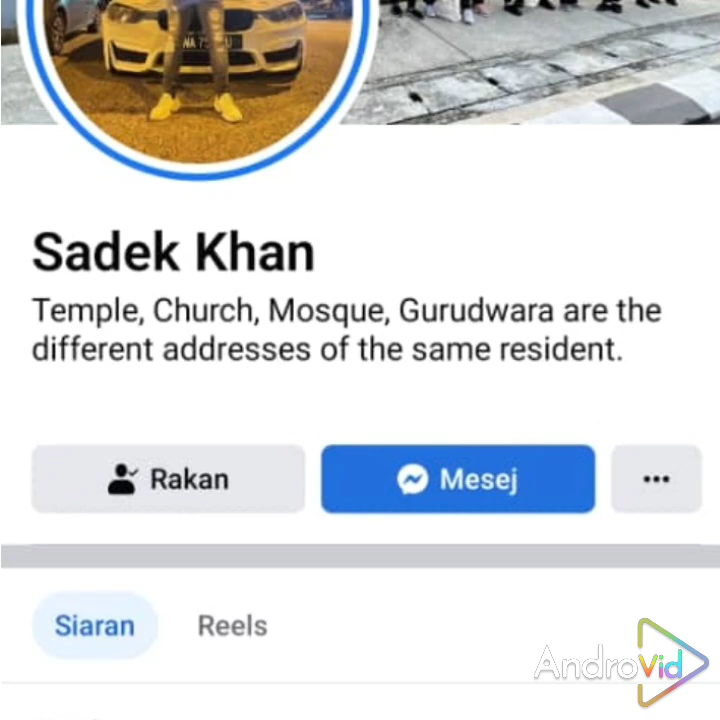 Sadek Khan
Temple, Church, Mosque, Gurudwara are the
different addresses of the same resident.
Rakan
Mesej
Siaran
Reels
AndroVid